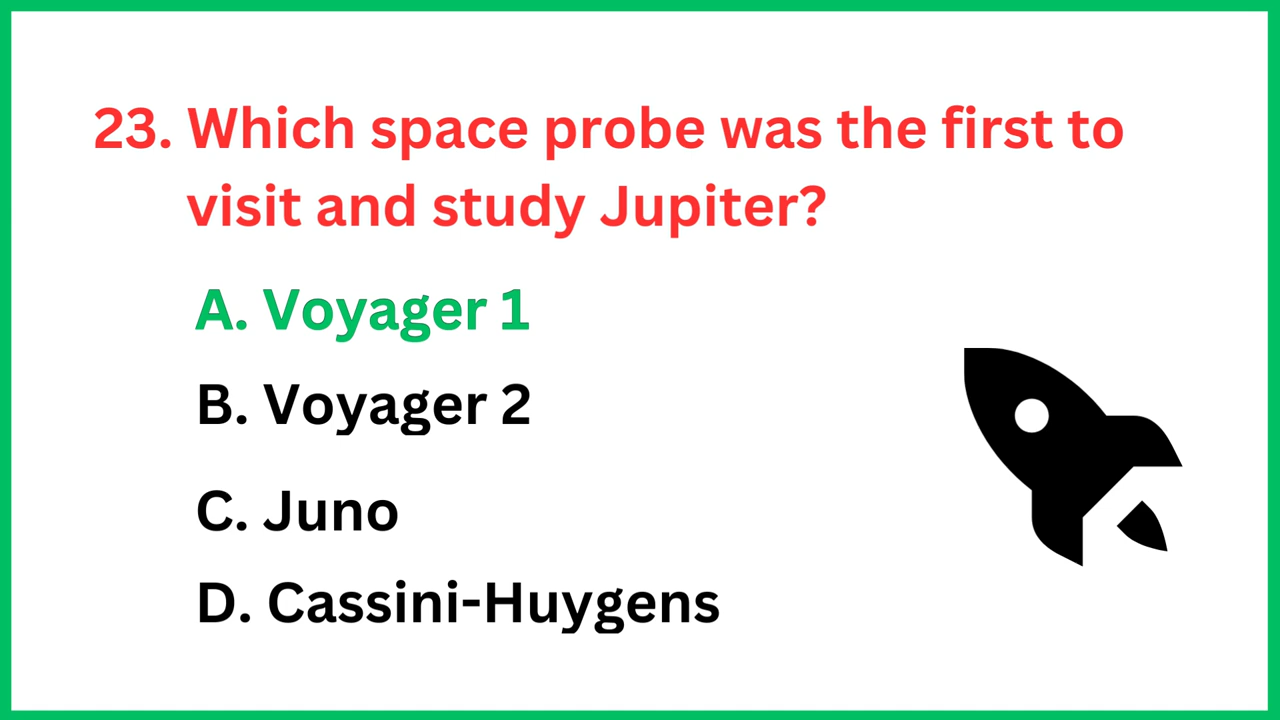 23. Which space probe was the first to
visit and study Jupiter?
A. Voyager 1
B. Voyager 2
C. Juno
D. Cassini-Huygens